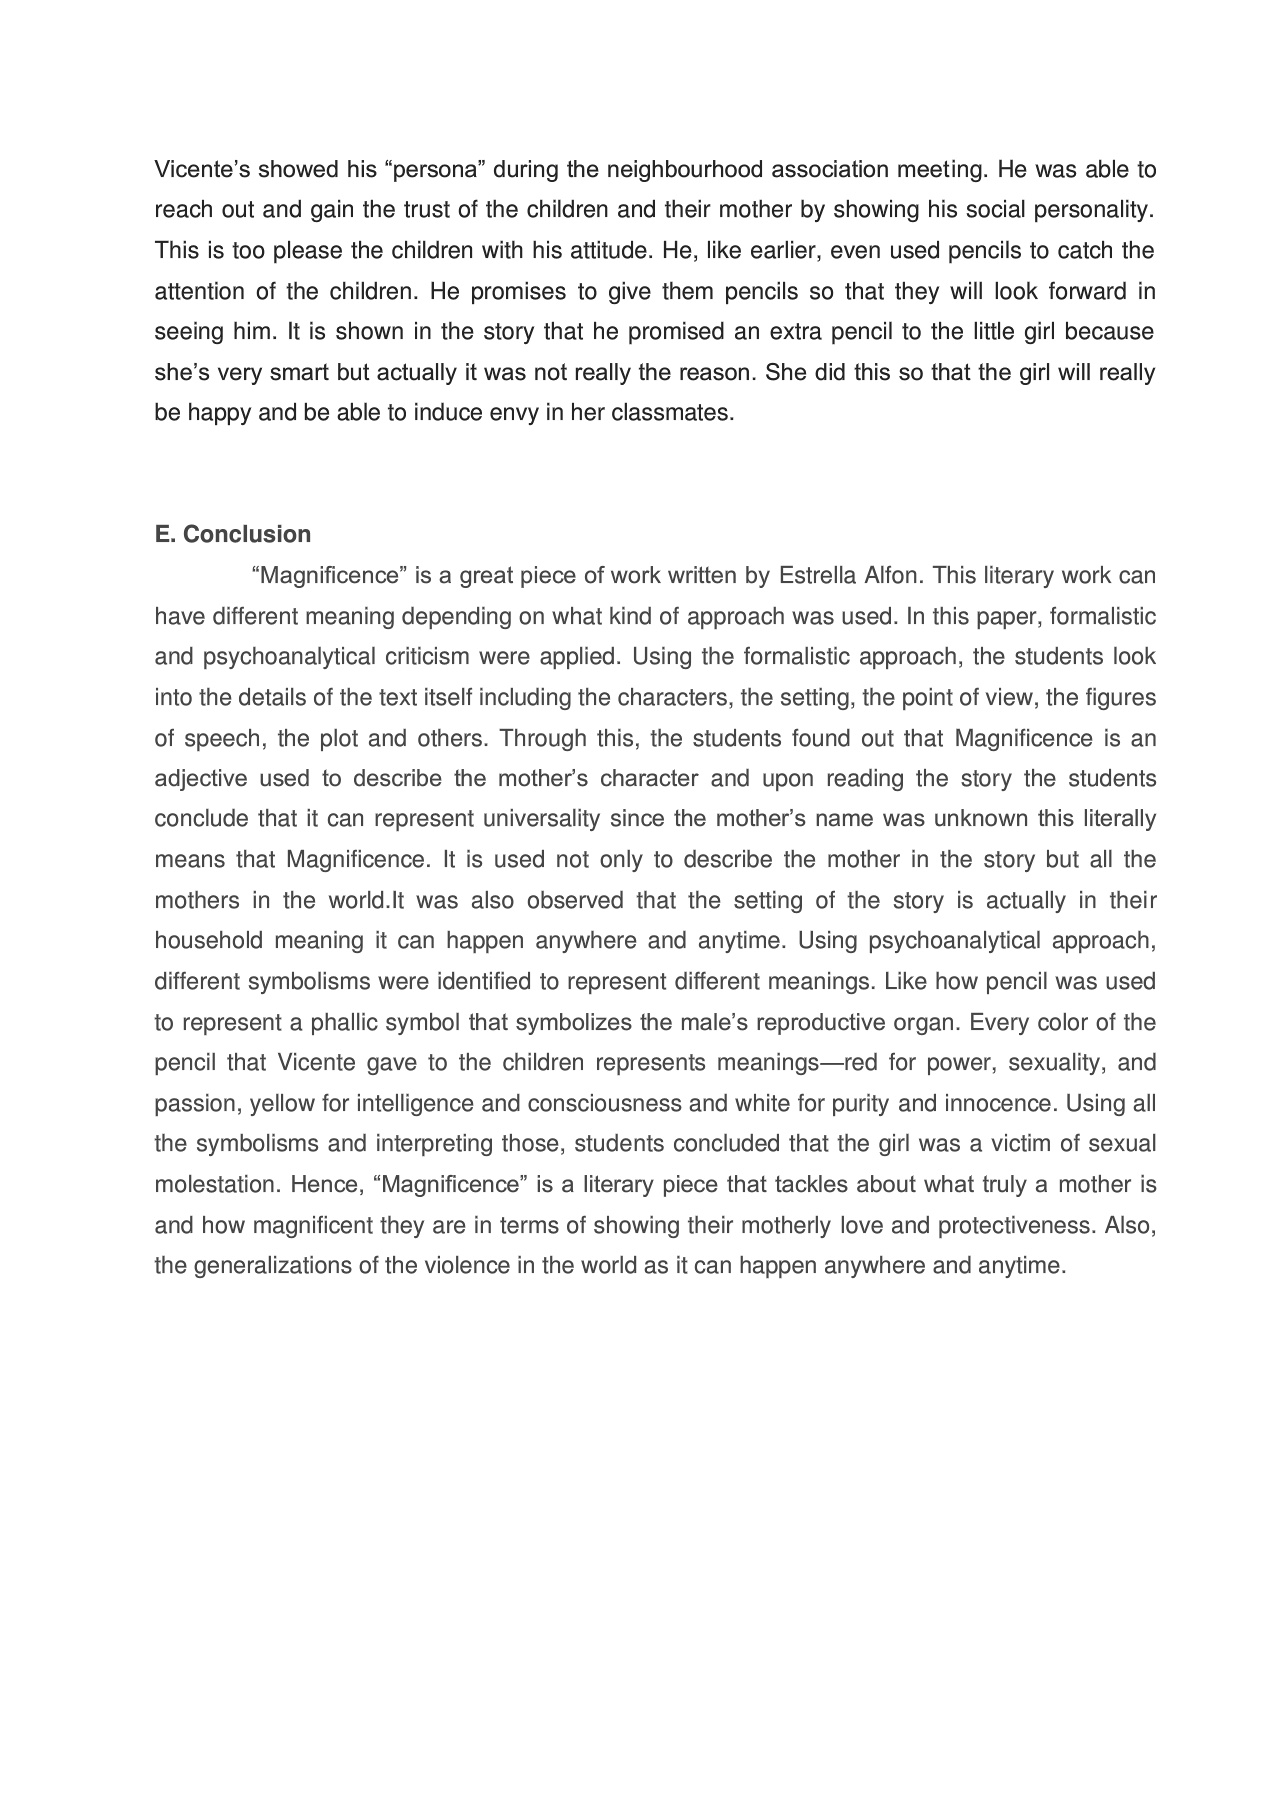 Vicente’s showed his “persona” during the neighbourhood association meeting. He was able to
reach out and gain the trust of the children and their mother by showing his social personality.
This is too please the children with his attitude. He, like earlier, even used pencils to catch the
attention of the children. He promises to give them pencils so that they will look forward in
seeing him. It is shown in the story that he promised an extra pencil to the little girl because
she’s very smart but actually it was not really the reason. She did this so that the girl will really
be happy and be able to induce envy in her classmates.
E. Conclusion
“Magnificence” is a great piece of work written by Estrella Alfon. This literary work can
have different meaning depending on what kind of approach was used. In this paper, formalistic
and psychoanalytical criticism were applied. Using the formalistic approach, the students look
into the details of the text itself including the characters, the setting, the point of view, the figures
of speech, the plot and others. Through this, the students found out that Magnificence is an
adjective used to describe the mother’s character and upon reading the story the students
conclude that it can represent universality since the mother’s name was unknown this literally
means that Magnificence. It is used not only to describe the mother in the story but all the
mothers in the world.It was also observed that the setting of the story is actually in their
household meaning it can happen anywhere and anytime. Using psychoanalytical approach,
different symbolisms were identified to represent different meanings. Like how pencil was used
to represent a phallic symbol that symbolizes the male’s reproductive organ. Every color of the
pencil that Vicente gave to the children represents meanings—red for power, sexuality, and
passion, yellow for intelligence and consciousness and white for purity and innocence. Using all
the symbolisms and interpreting those, students concluded that the girl was a victim of sexual
molestation. Hence, “Magnificence” is a literary piece that tackles about what truly a mother is
and how magnificent they are in terms of showing their motherly love and protectiveness. Also,
the generalizations of the violence in the world as it can happen anywhere and anytime.